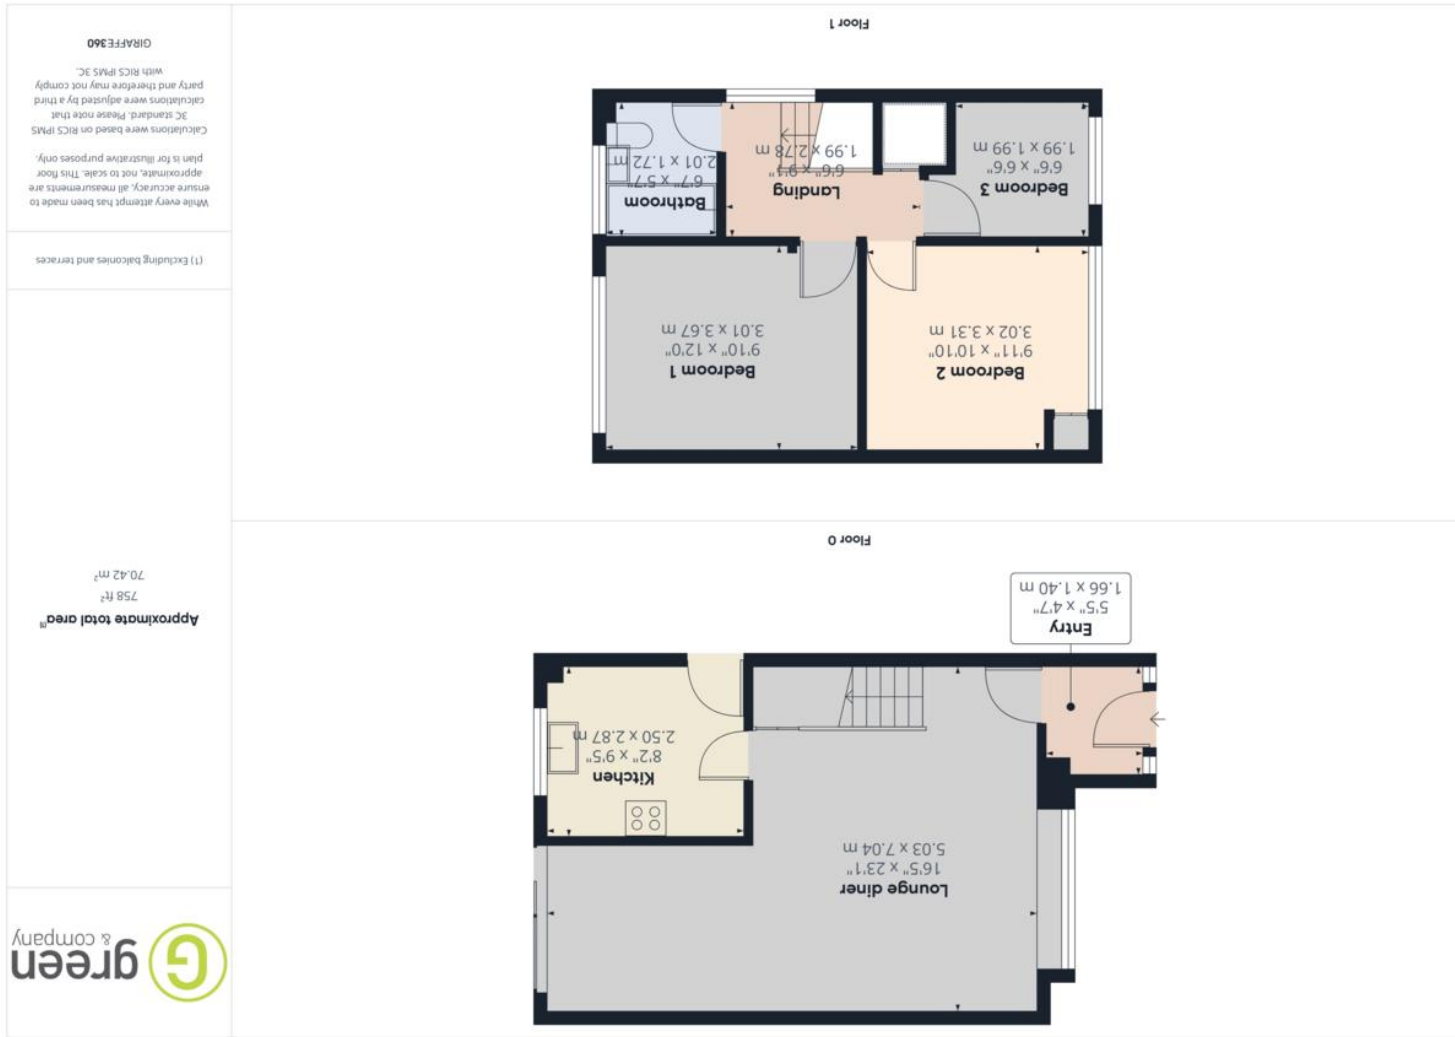 Lounge diner
16'5" x 23'1"
5.03 x 7.04 m
Kitchen
8'2" x 9'5"
2.50 x 2.87 m
Entry
5'5" x 4'7"
1.66 x 1.40 m
Floor 0
Bedroom 2
9'11" x 10'10"
3.02 x 3.31 m
Bedroom 1
9'10" x 12'0"
3.01 x 3.67 m
Bedroom 3
6'6" x 6'6"
1.99 x 1.99 m
Landing
6'6" x 9'1"
1.99 x 2.78 m
Bathroom
6'7" x 5'7"
2.01 x 1.72 m
Floor 1
G green
& company
Approximate total area(1)
758 ft²
70.42 m²
(1) Excluding balconies and terraces
While every attempt has been made to
ensure accuracy, all measurements are
approximate, not to scale. This floor
plan is for illustrative purposes only.
Calculations were based on RICS IPMS
3C standard. Please note that
calculations were adjusted by a third
party and therefore may not comply
with RICS IPMS 3C.
GIRAFFE360